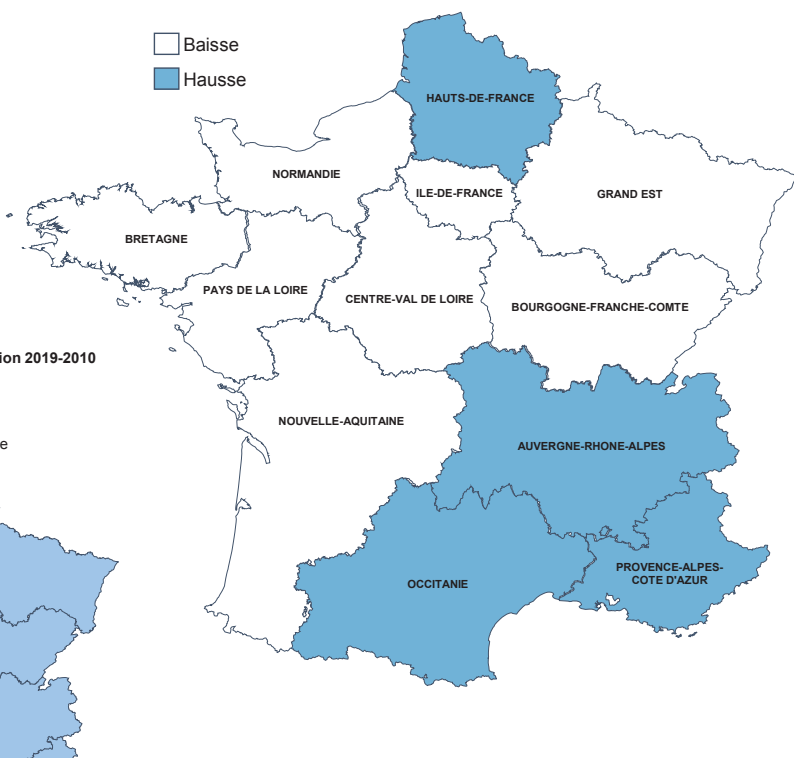 Baisse
Hausse
HAUTS-DE-FRANCE
NORMANDIE
ILE-DE-FRANCE
GRAND EST
BRETAGNE
PAYS DE LA LOIRE
CENTRE-VAL DE LOIRE
BOURGOGNE-FRANCHE-COMTE
2019-2010
NOUVELLE-AQUITAINE
AUVERGNE-RHONE-ALPES
OCCITANIE
PROVENCE-ALPES-
COTE D'AZUR